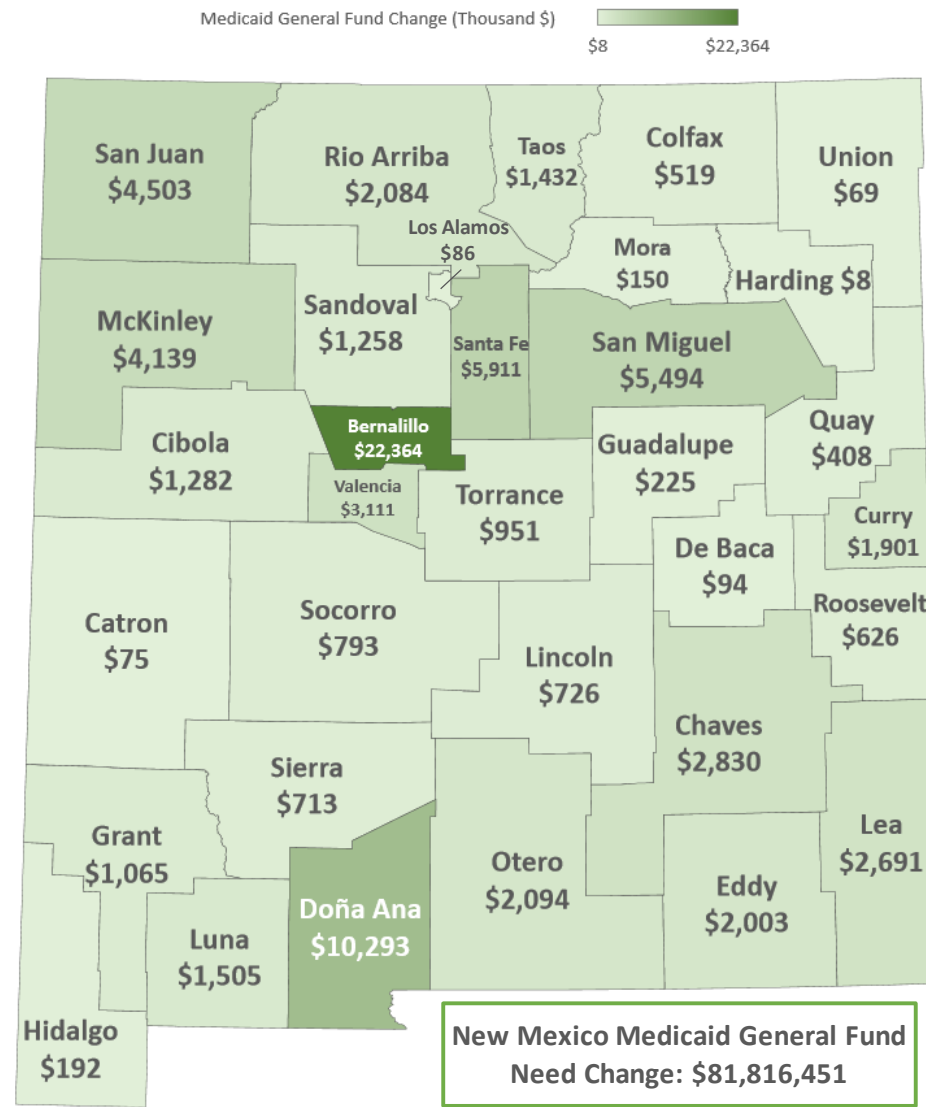 Medicaid General Fund Change (Thousand $)
$8
$22,364
San Juan
$4,503
Rio Arriba
$2,084
Taos
$1,432
Colfax
$519
Union
$69
Los Alamos
$86
Mora
$150
Harding $8
McKinley
$4,139
Sandoval
$1,258
Santa Fe
$5,911
San Miguel
$5,494
Quay
$408
Cibola
$1,282
Bernalillo
$22,364
Valencia
$3,111
Torrance
$951
Guadalupe
$225
Curry
$1,901
De Baca
$94
Roosevelt
$626
Catron
$75
Socorro
$793
Lincoln
$726
Chaves
$2,830
Sierra
$713
Grant
$1,065
Lea
$2,691
Otero
$2,094
Eddy
$2,003
Doña Ana
$10,293
Luna
$1,505
Hidalgo
$192
New Mexico Medicaid General Fund
Need Change: $81,816,451